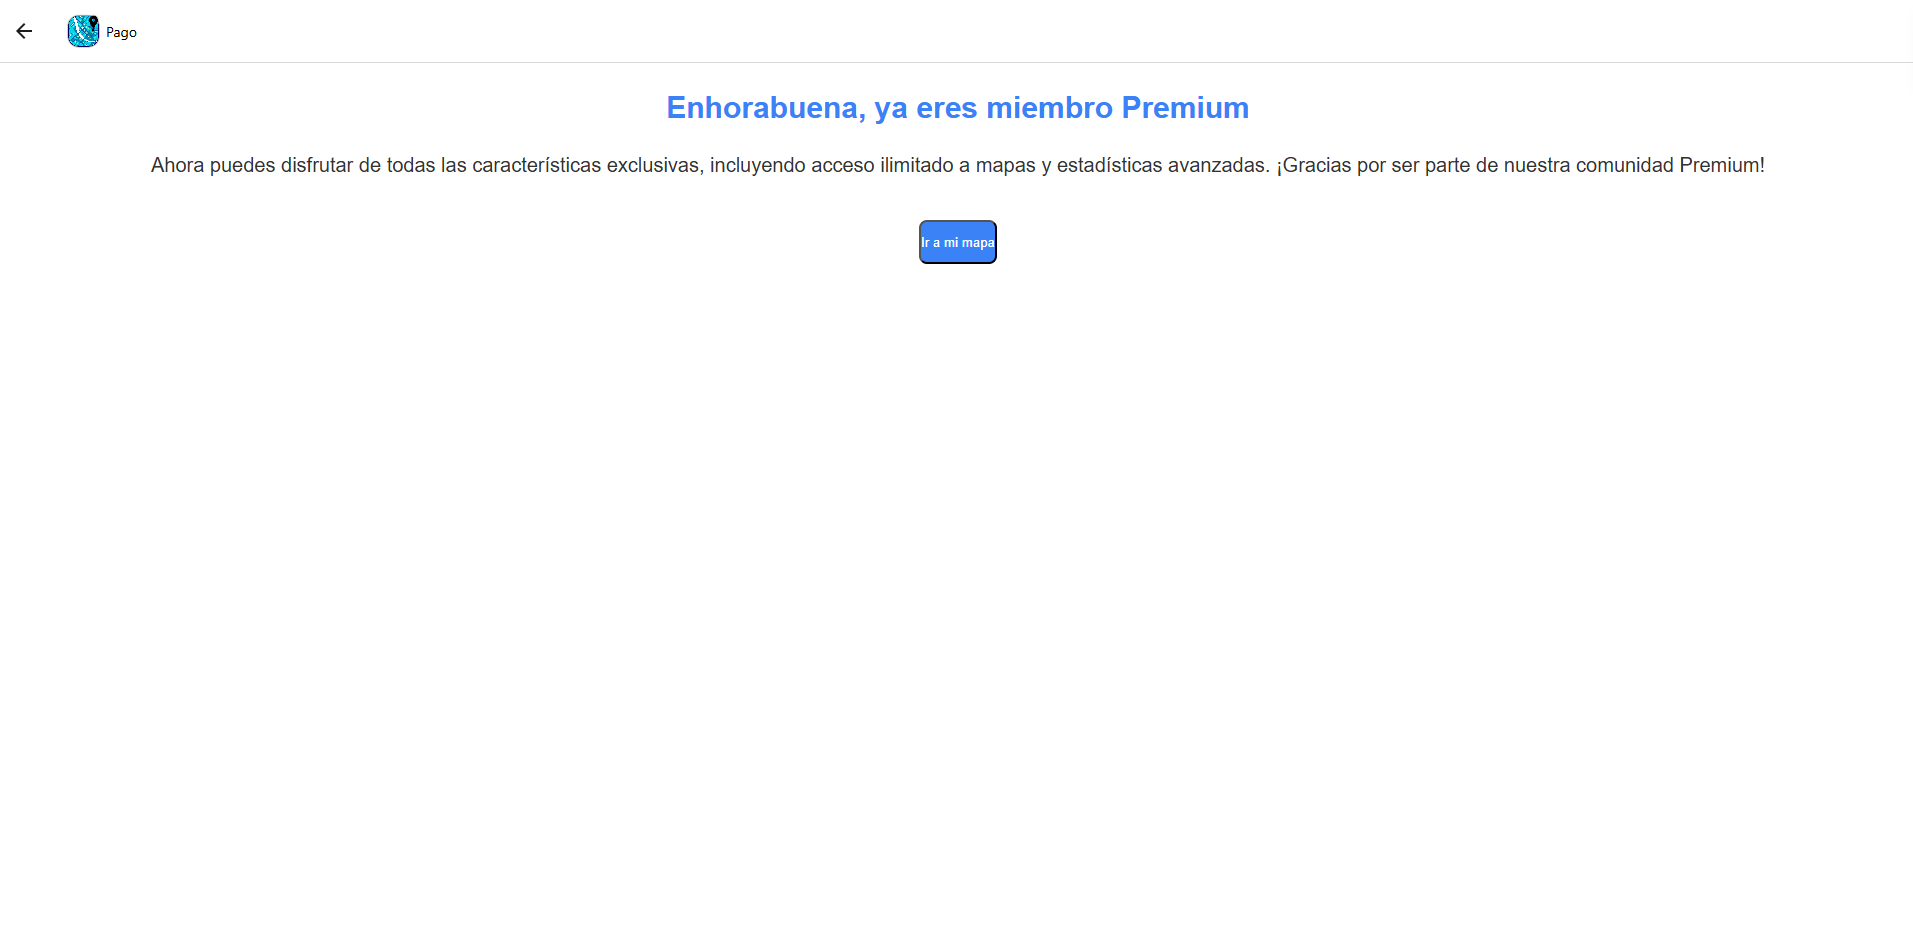 Pago
Enhorabuena, ya eres miembro Premium
Ahora puedes disfrutar de todas las características exclusivas, incluyendo acceso ilimitado a mapas y estadísticas avanzadas. ¡Gracias por ser parte de nuestra comunidad Premium!
Ir a mi mapa